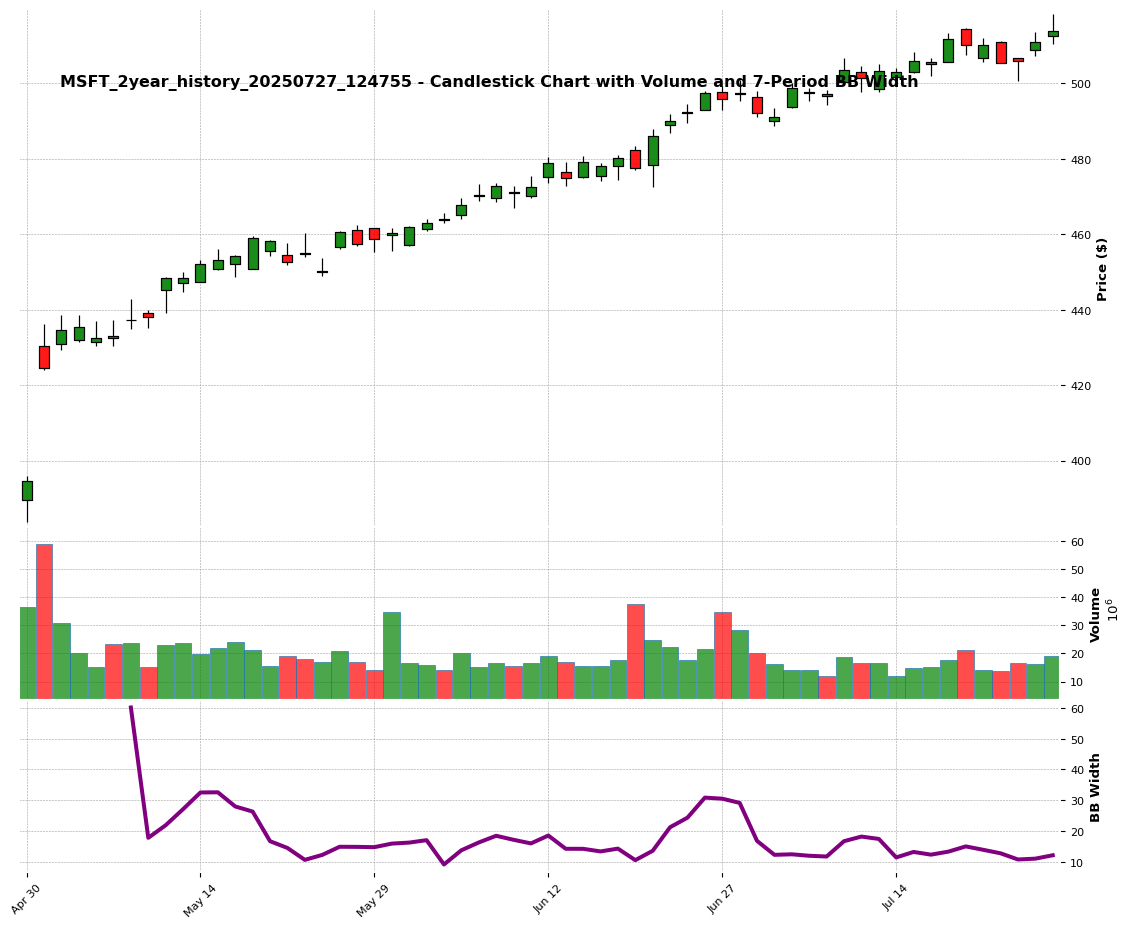 MSFT_2year_history_20250727_124755 - Candlestick Chart with Volume and 7-Period BB Width
500
480
460
440
420
400
Price ($)
60
50
40
30
20
10
Volume
10^6
60
50
40
30
20
10
BB Width
Apr 30
May 14
May 29
Jun 12
Jun 27
Jul 14